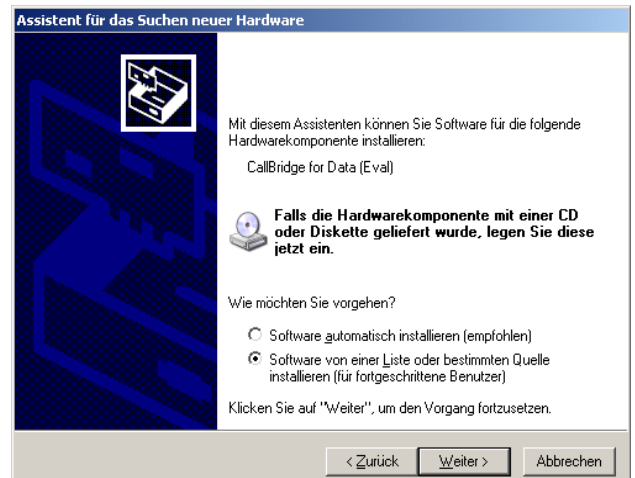 Assistent für das Suchen neuer Hardware
Mit diesem Assistenten können Sie Software für die folgende
Hardwarekomponente installieren:
CallBridge for Data (Eval)
Falls die Hardwarekomponente mit einer CD
oder Diskette geliefert wurde, legen Sie diese
jetzt ein.
Wie möchten Sie vorgehen?
Software automatisch installieren (empfohlen)
Software von einer Liste oder bestimmten Quelle
installieren (für fortgeschrittene Benutzer)
Klicken Sie auf "Weiter", um den Vorgang fortzusetzen.
< Zurück Weiter > Abbrechen